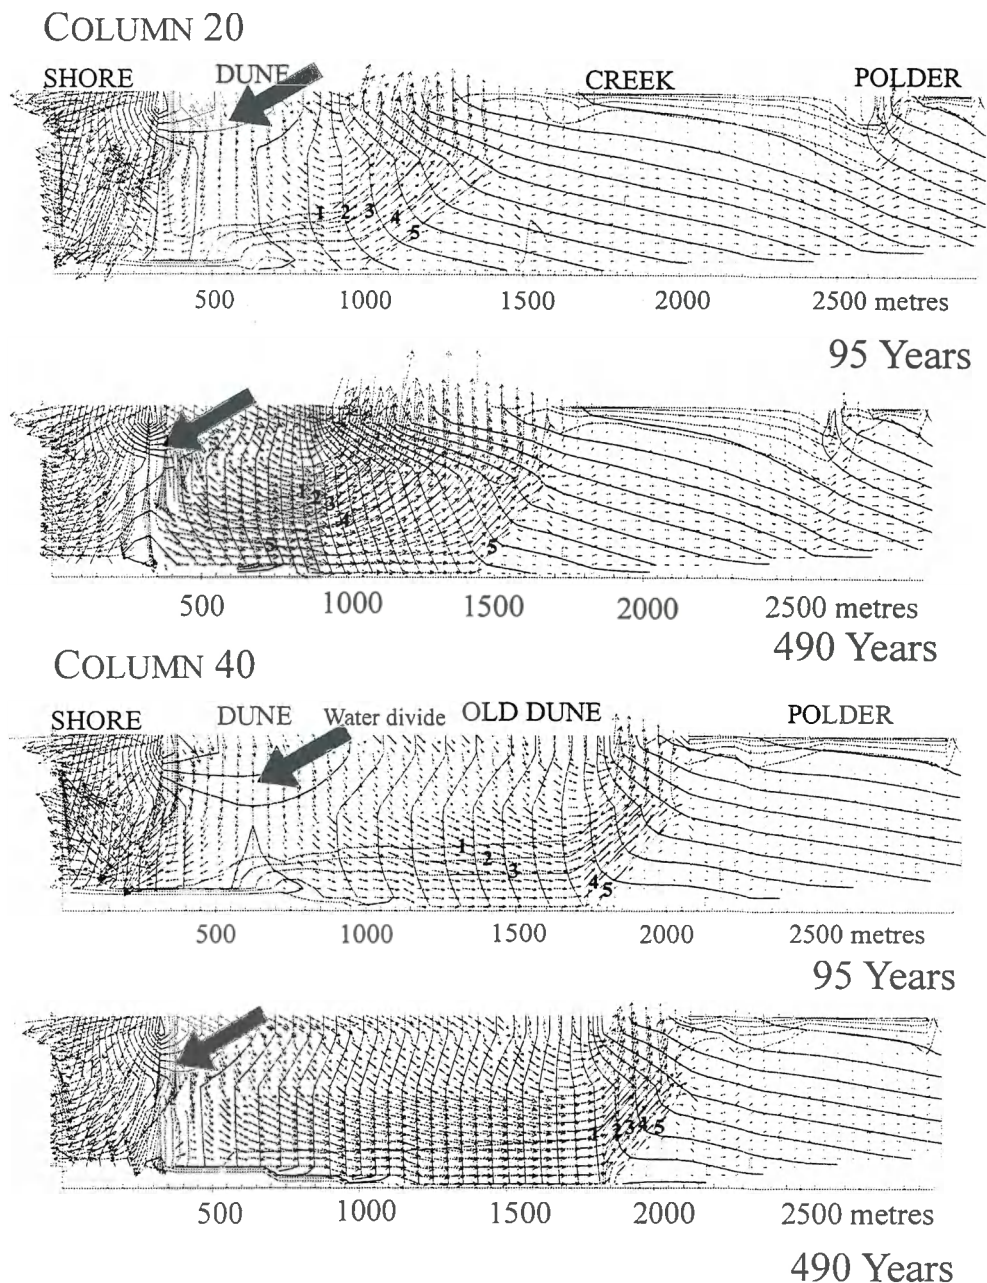 COLUMN 20
SHORE DUNE CREEK POLDER
1 2 3 4 5
500 1000 1500 2000 2500 metres
95 Years
1 2 3 4 5 5
500 1000 1500 2000 2500 metres
490 Years
COLUMN 40
SHORE DUNE Water divide OLD DUNE POLDER
1 2 3 4 5
500 1000 1500 2000 2500 metres
95 Years
1 2 3 4 5
500 1000 1500 2000 2500 metres
490 Years